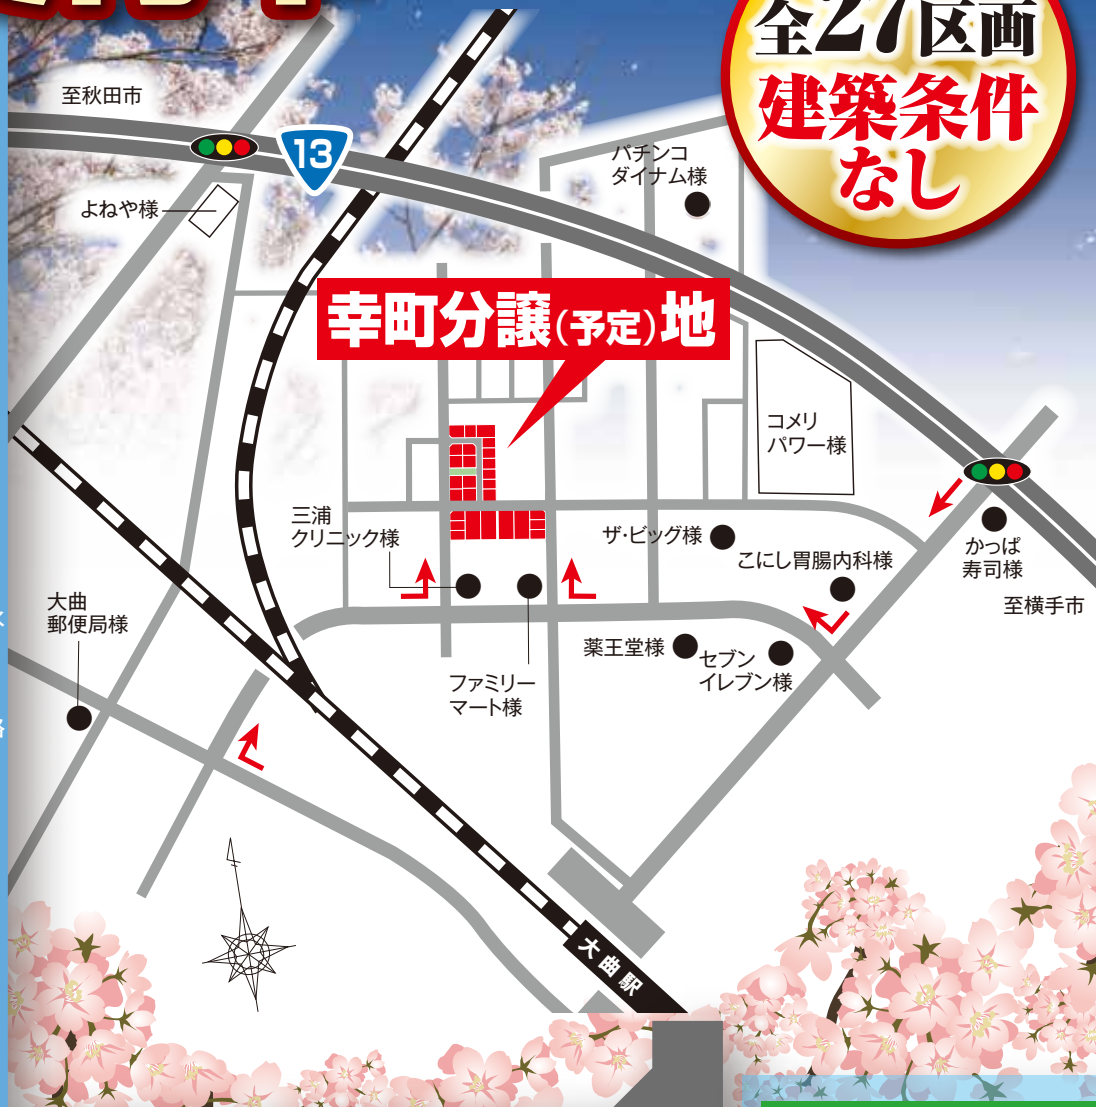 全27区画
建築条件
なし
至秋田市
13
パチンコ
ダイナム様
よねや様
幸町分譲(予定)地
コメリ
パワー様
三浦
クリニック様
ザ・ビッグ様
こにし胃腸内科様
かっぱ
寿司様
至横手市
大曲
郵便局様
薬王堂様
セブン
イレブン様
ファミリー
マート様
大曲駅